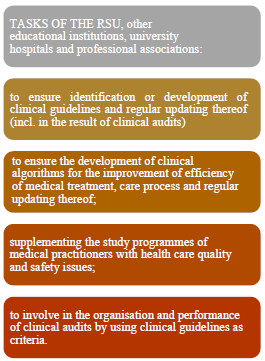 TASKS OF THE RSU, other
educational institutions, university
hospitals and professional associations:
to ensure identification or development of
clinical guidelines and regular updating thereof
(incl. in the result of clinical audits)
to ensure the development of clinical
algorithms for the improvement of efficiency
of medical treatment, care process and regular
updating thereof;
supplementing the study programmes of
medical practitioners with health care quality
and safety issues;
to involve in the organisation and performance
of clinical audits by using clinical guidelines as
criteria.